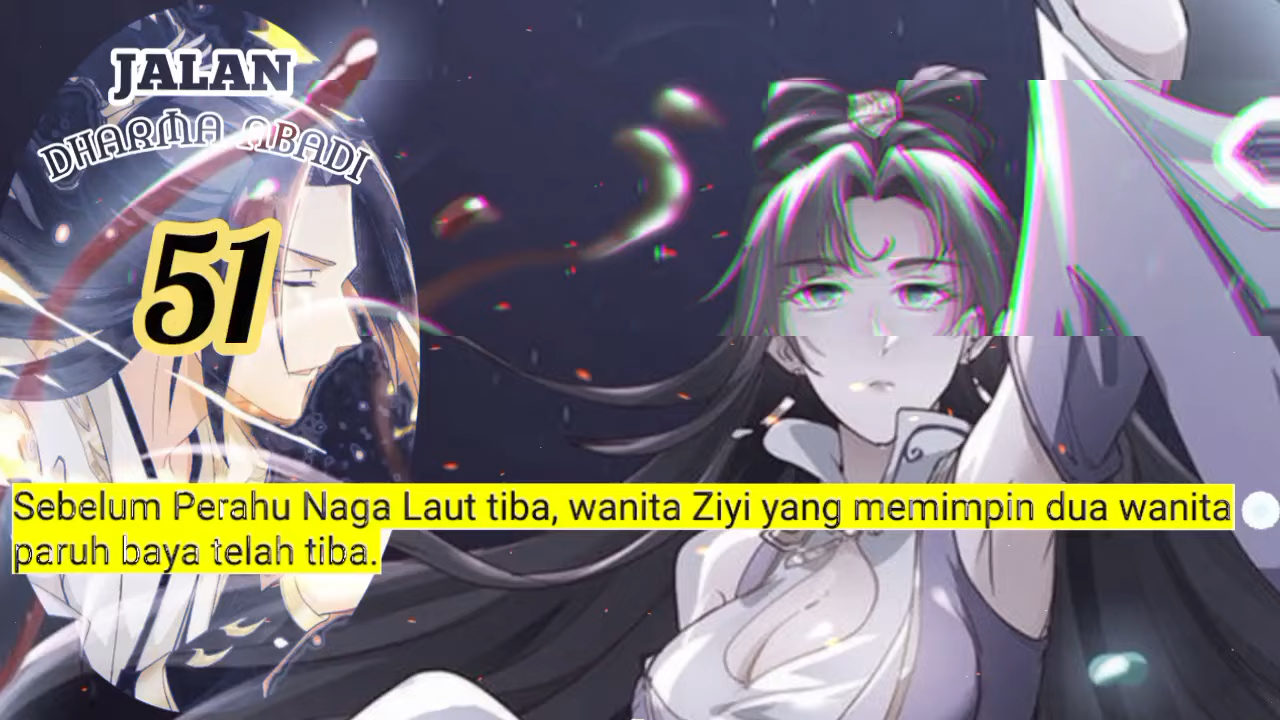 JALAN
DHARMA ABADI
51
Sebelum Perahu Naga Laut tiba, wanita Ziyi yang memimpin dua wanita
paruh baya telah tiba.